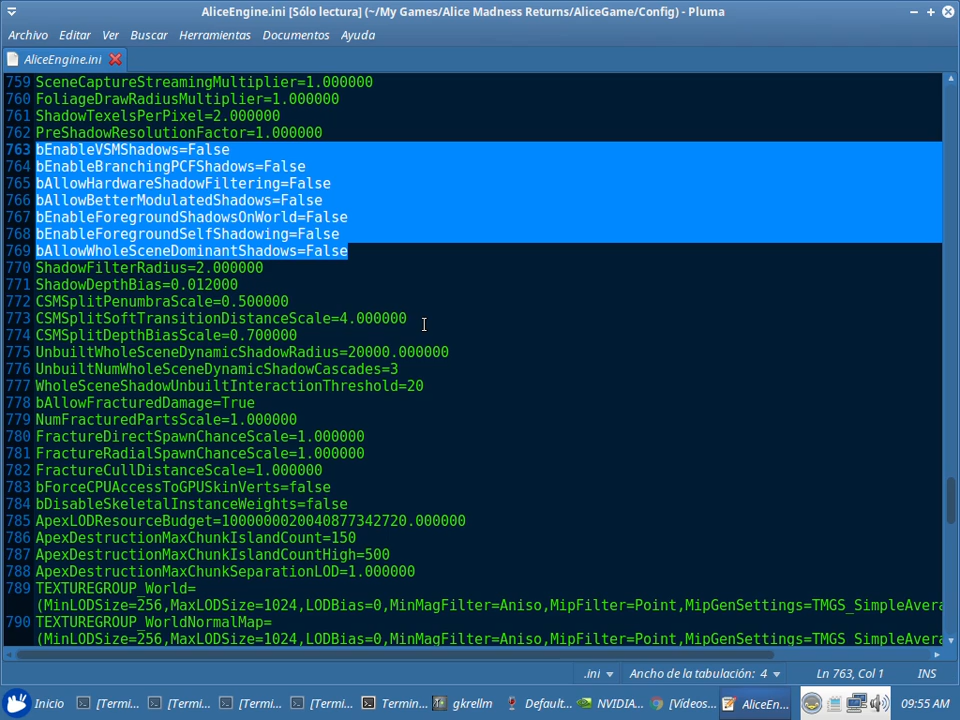 AliceEngine.ini [Sólo lectura] (~/My Games/Alice Madness Returns/AliceGame/Config) - Pluma
Archivo Editar Ver Buscar Herramientas Documentos Ayuda
AliceEngine.ini
759 SceneCaptureStreamingMultiplier=1.000000
760 FoliageDrawRadiusMultiplier=1.000000
761 ShadowTexelsPerPixel=2.000000
762 PreShadowResolutionFactor=1.000000
763 bEnableVSMShadows=False
764 bEnableBranchingPCFShadows=False
765 bAllowHardwareShadowFiltering=False
766 bAllowBetterModulatedShadows=False
767 bEnableForegroundShadowsOnWorld=False
768 bEnableForegroundSelfShadowing=False
769 bAllowWholeSceneDominantShadows=False
770 ShadowFilterRadius=2.000000
771 ShadowDepthBias=0.012000
772 CSMSplitPenumbraScale=0.500000
773 CSMSplitSoftTransitionDistanceScale=4.000000
774 CSMSplitDepthBiasScale=0.700000
775 UnbuiltWholeSceneDynamicShadowRadius=20000.000000
776 UnbuiltNumWholeSceneDynamicShadowCascades=3
777 WholeSceneShadowUnbuiltInteractionThreshold=20
778 bAllowFracturedDamage=True
779 NumFracturedPartsScale=1.000000
780 FractureDirectSpawnChanceScale=1.000000
781 FractureRadialSpawnChanceScale=1.000000
782 FractureCullDistanceScale=1.000000
783 bForceCPUAccessToGPUSkinVerts=false
784 bDisableSkeletalInstanceWeights=false
785 ApexLODResourceBudget=1000000020040877342720.000000
786 ApexDestructionMaxChunkIslandCount=150
787 ApexDestructionMaxChunkIslandCountHigh=500
788 ApexDestructionMaxChunkSeparationLOD=1.000000
789 TEXTUREGROUP_World=
(MinLODSize=256,MaxLODSize=1024,LODBias=0,MinMagFilter=Aniso,MipFilter=Point,MipGenSettings=TMGS_SimpleAvera
790 TEXTUREGROUP_WorldNormalMap=
(MinLODSize=256,MaxLODSize=1024,LODBias=0,MinMagFilter=Aniso,MipFilter=Point,MipGenSettings=TMGS_SimpleAvera
.ini Ancho de la tabulación: 4 Ln 763, Col 1 INS
Inicio [Termi... [Termi... [Termi... [Termi... Termin... gkrellm Default... NVIDIA... [Vídeos... AliceEn... 09:55 AM